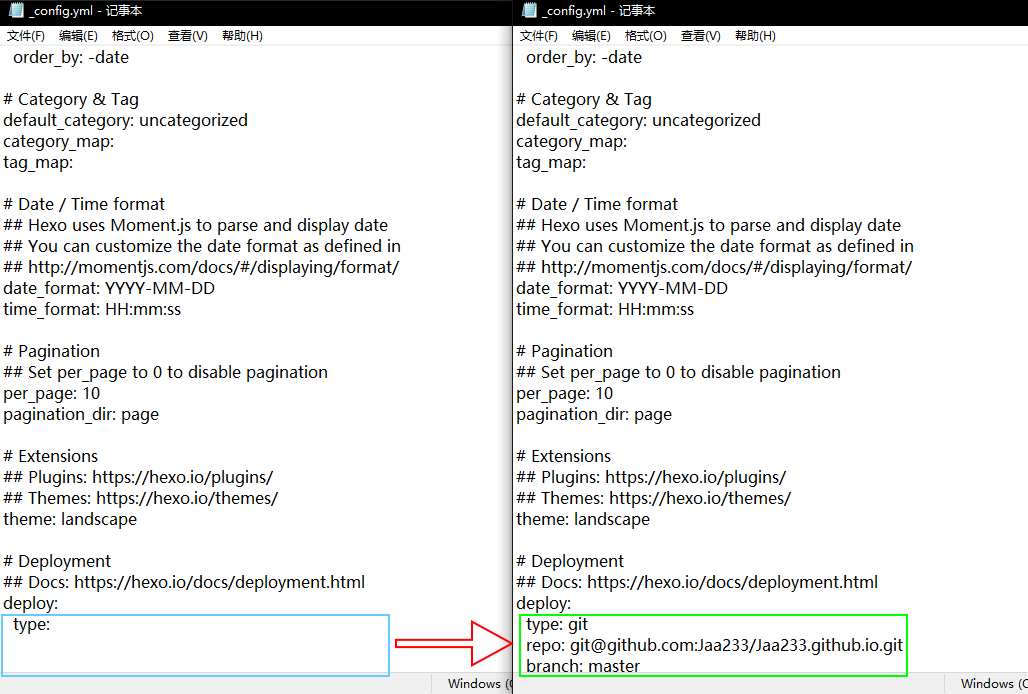 _config.yml - 记事本
文件(F) 编辑(E) 格式(O) 查看(V) 帮助(H)
order_by: -date
# Category & Tag
default_category: uncategorized
category_map:
tag_map:
# Date / Time format
## Hexo uses Moment.js to parse and display date
## You can customize the date format as defined in
## http://momentjs.com/docs/#/displaying/format/
date_format: YYYY-MM-DD
time_format: HH:mm:ss
# Pagination
## Set per_page to 0 to disable pagination
per_page: 10
pagination_dir: page
# Extensions
## Plugins: https://hexo.io/plugins/
## Themes: https://hexo.io/themes/
theme: landscape
# Deployment
## Docs: https://hexo.io/docs/deployment.html
deploy:
type:
Windows (C
_config.yml - 记事本
文件(F) 编辑(E) 格式(O) 查看(V) 帮助(H)
order_by: -date
# Category & Tag
default_category: uncategorized
category_map:
tag_map:
# Date / Time format
## Hexo uses Moment.js to parse and display date
## You can customize the date format as defined in
## http://momentjs.com/docs/#/displaying/format/
date_format: YYYY-MM-DD
time_format: HH:mm:ss
# Pagination
## Set per_page to 0 to disable pagination
per_page: 10
pagination_dir: page
# Extensions
## Plugins: https://hexo.io/plugins/
## Themes: https://hexo.io/themes/
theme: landscape
# Deployment
## Docs: https://hexo.io/docs/deployment.html
deploy:
type: git
repo: git@github.com:Jaa233/Jaa233.github.io.git
branch: master
Windows (C